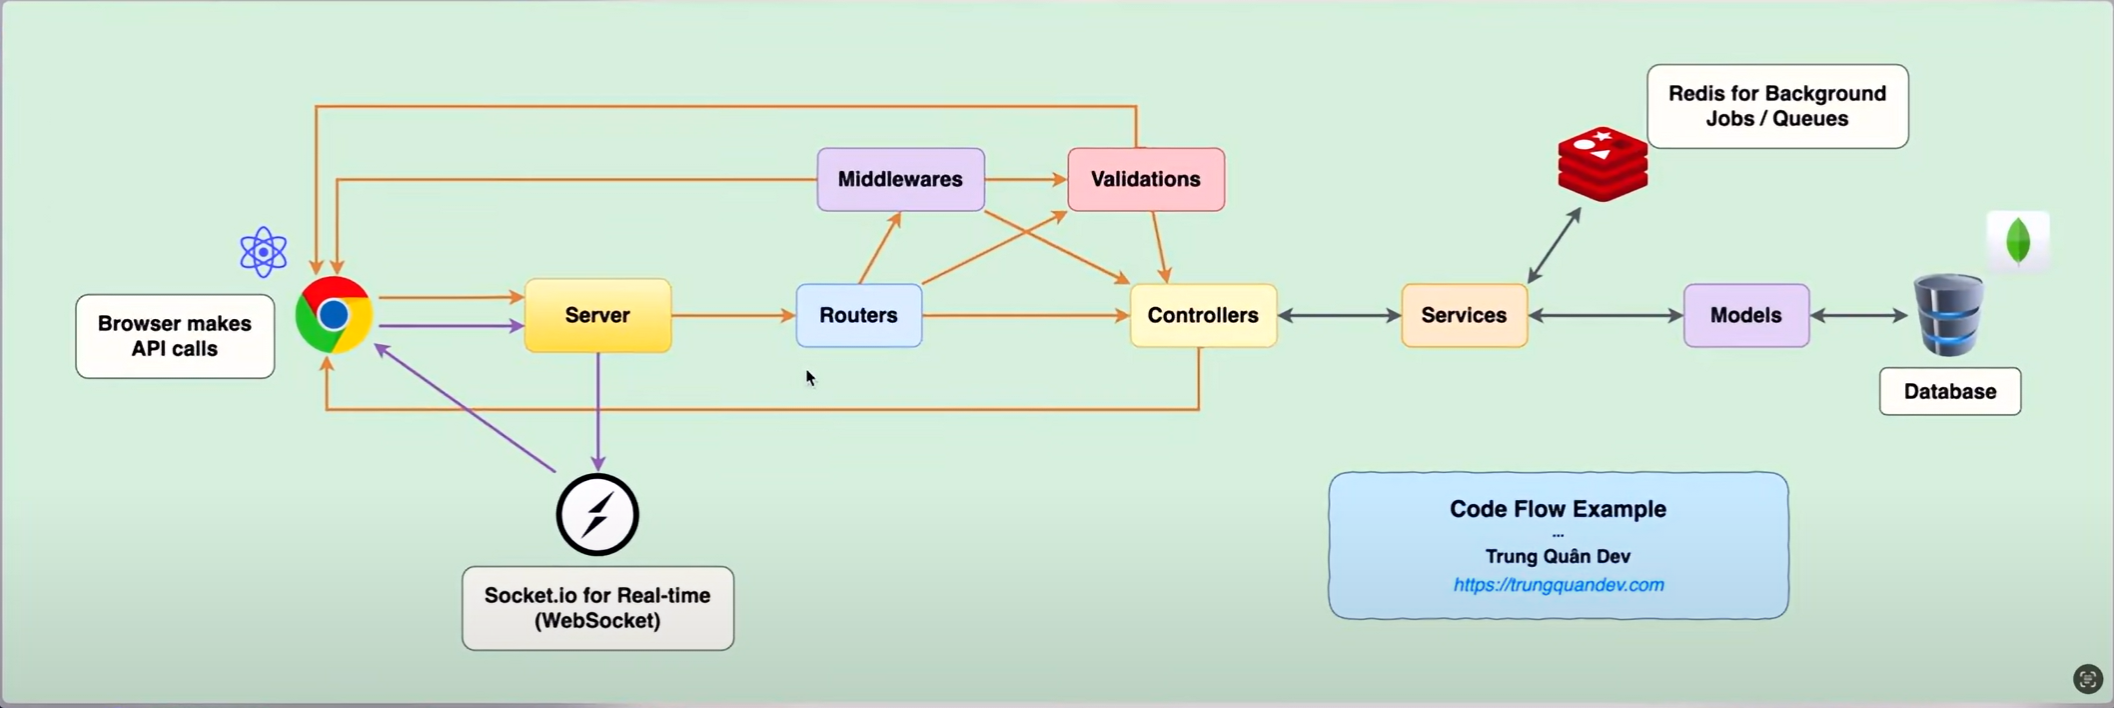 Redis for Background
Jobs / Queues
Middlewares
Validations
Browser makes
API calls
Server
Routers
Controllers
Services
Models
Database
Socket.io for Real-time
(WebSocket)
Code Flow Example
...
Trung Quân Dev
https://trungquandev.com